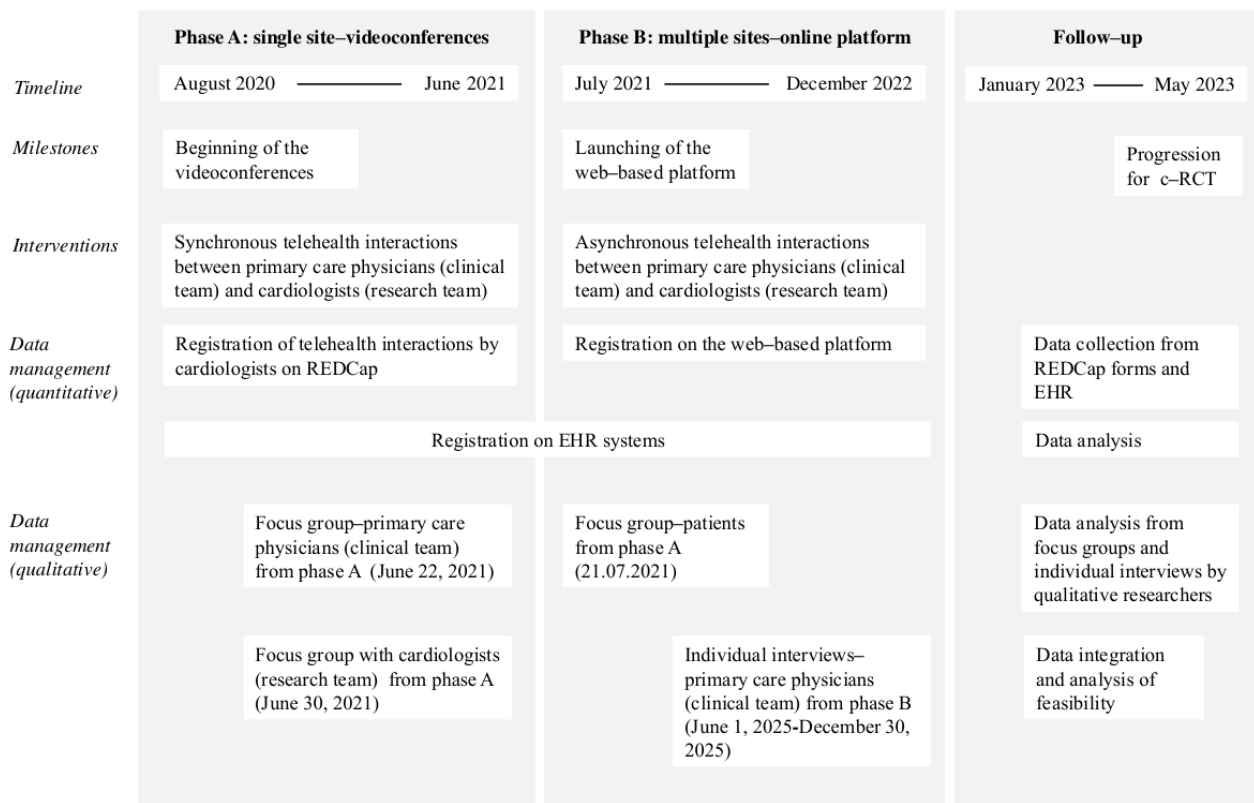 Phase A: single site–videoconferences
Phase B: multiple sites–online platform
Follow–up
Timeline
August 2020
June 2021
July 2021
December 2022
January 2023
May 2023
Milestones
Beginning of the
videoconferences
Launching of the
web–based platform
Progression
for c–RCT
Interventions
Synchronous telehealth interactions
between primary care physicians (clinical
team) and cardiologists (research team)
Asynchronous telehealth interactions
between primary care physicians (clinical
team) and cardiologists (research team)
Data
management
(quantitative)
Registration of telehealth interactions by
cardiologists on REDCap
Registration on the web–based platform
Data collection from
REDCap forms and
EHR
Registration on EHR systems
Data analysis
Data
management
(qualitative)
Focus group–primary care
physicians (clinical team)
from phase A (June 22, 2021)
Focus group–patients
from phase A
(21.07.2021)
Data analysis from
focus groups and
individual interviews by
qualitative researchers
Focus group with cardiologists
(research team) from phase A
(June 30, 2021)
Individual interviews–
primary care physicians
(clinical team) from phase B
(June 1, 2025-December 30,
2025)
Data integration
and analysis of
feasibility